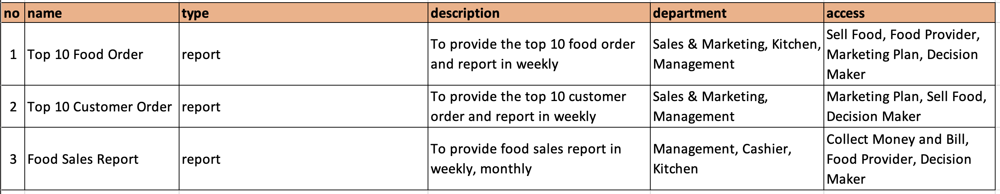 no name type description department access
1 Top 10 Food Order report To provide the top 10 food order and report in weekly Sales & Marketing, Kitchen, Management Sell Food, Food Provider, Marketing Plan, Decision Maker
2 Top 10 Customer Order report To provide the top 10 customer order and report in weekly Sales & Marketing, Management Marketing Plan, Sell Food, Decision Maker
3 Food Sales Report report To provide food sales report in weekly, monthly Management, Cashier, Kitchen Collect Money and Bill, Food Provider, Decision Maker